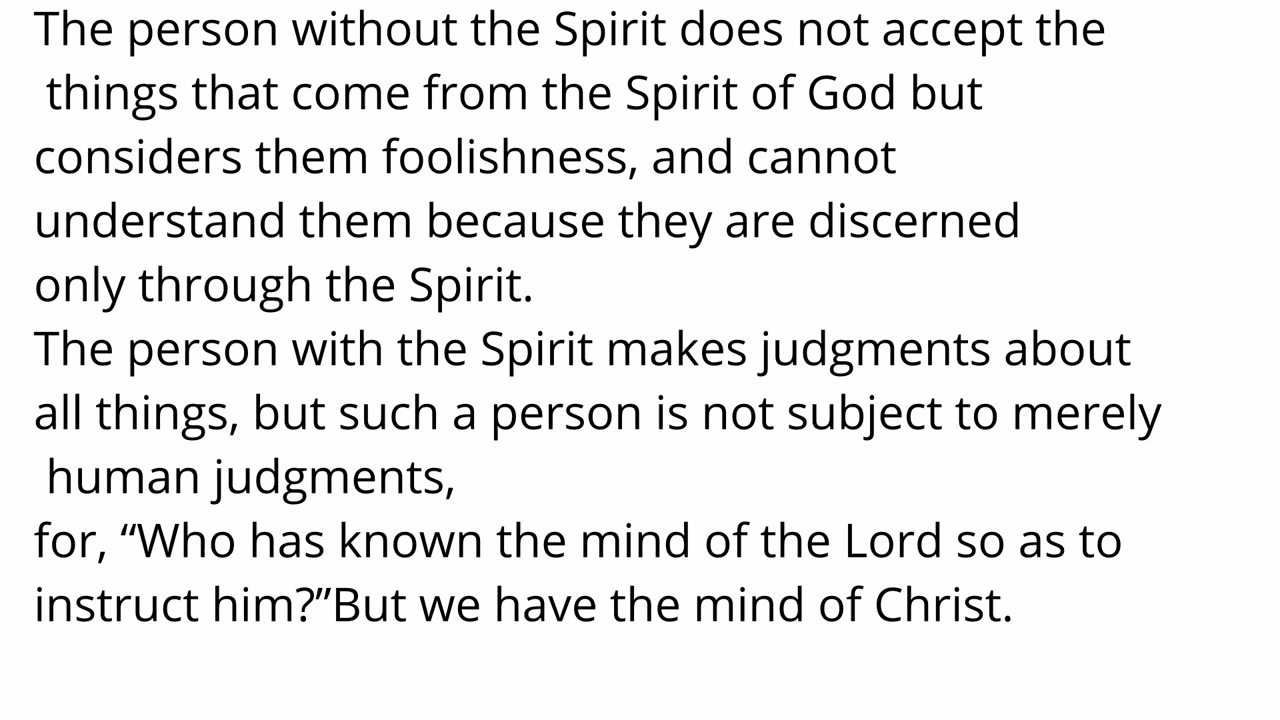 The person without the Spirit does not accept the
things that come from the Spirit of God but
considers them foolishness, and cannot
understand them because they are discerned
only through the Spirit.
The person with the Spirit makes judgments about
all things, but such a person is not subject to merely
human judgments,
for, “Who has known the mind of the Lord so as to
instruct him?”But we have the mind of Christ.